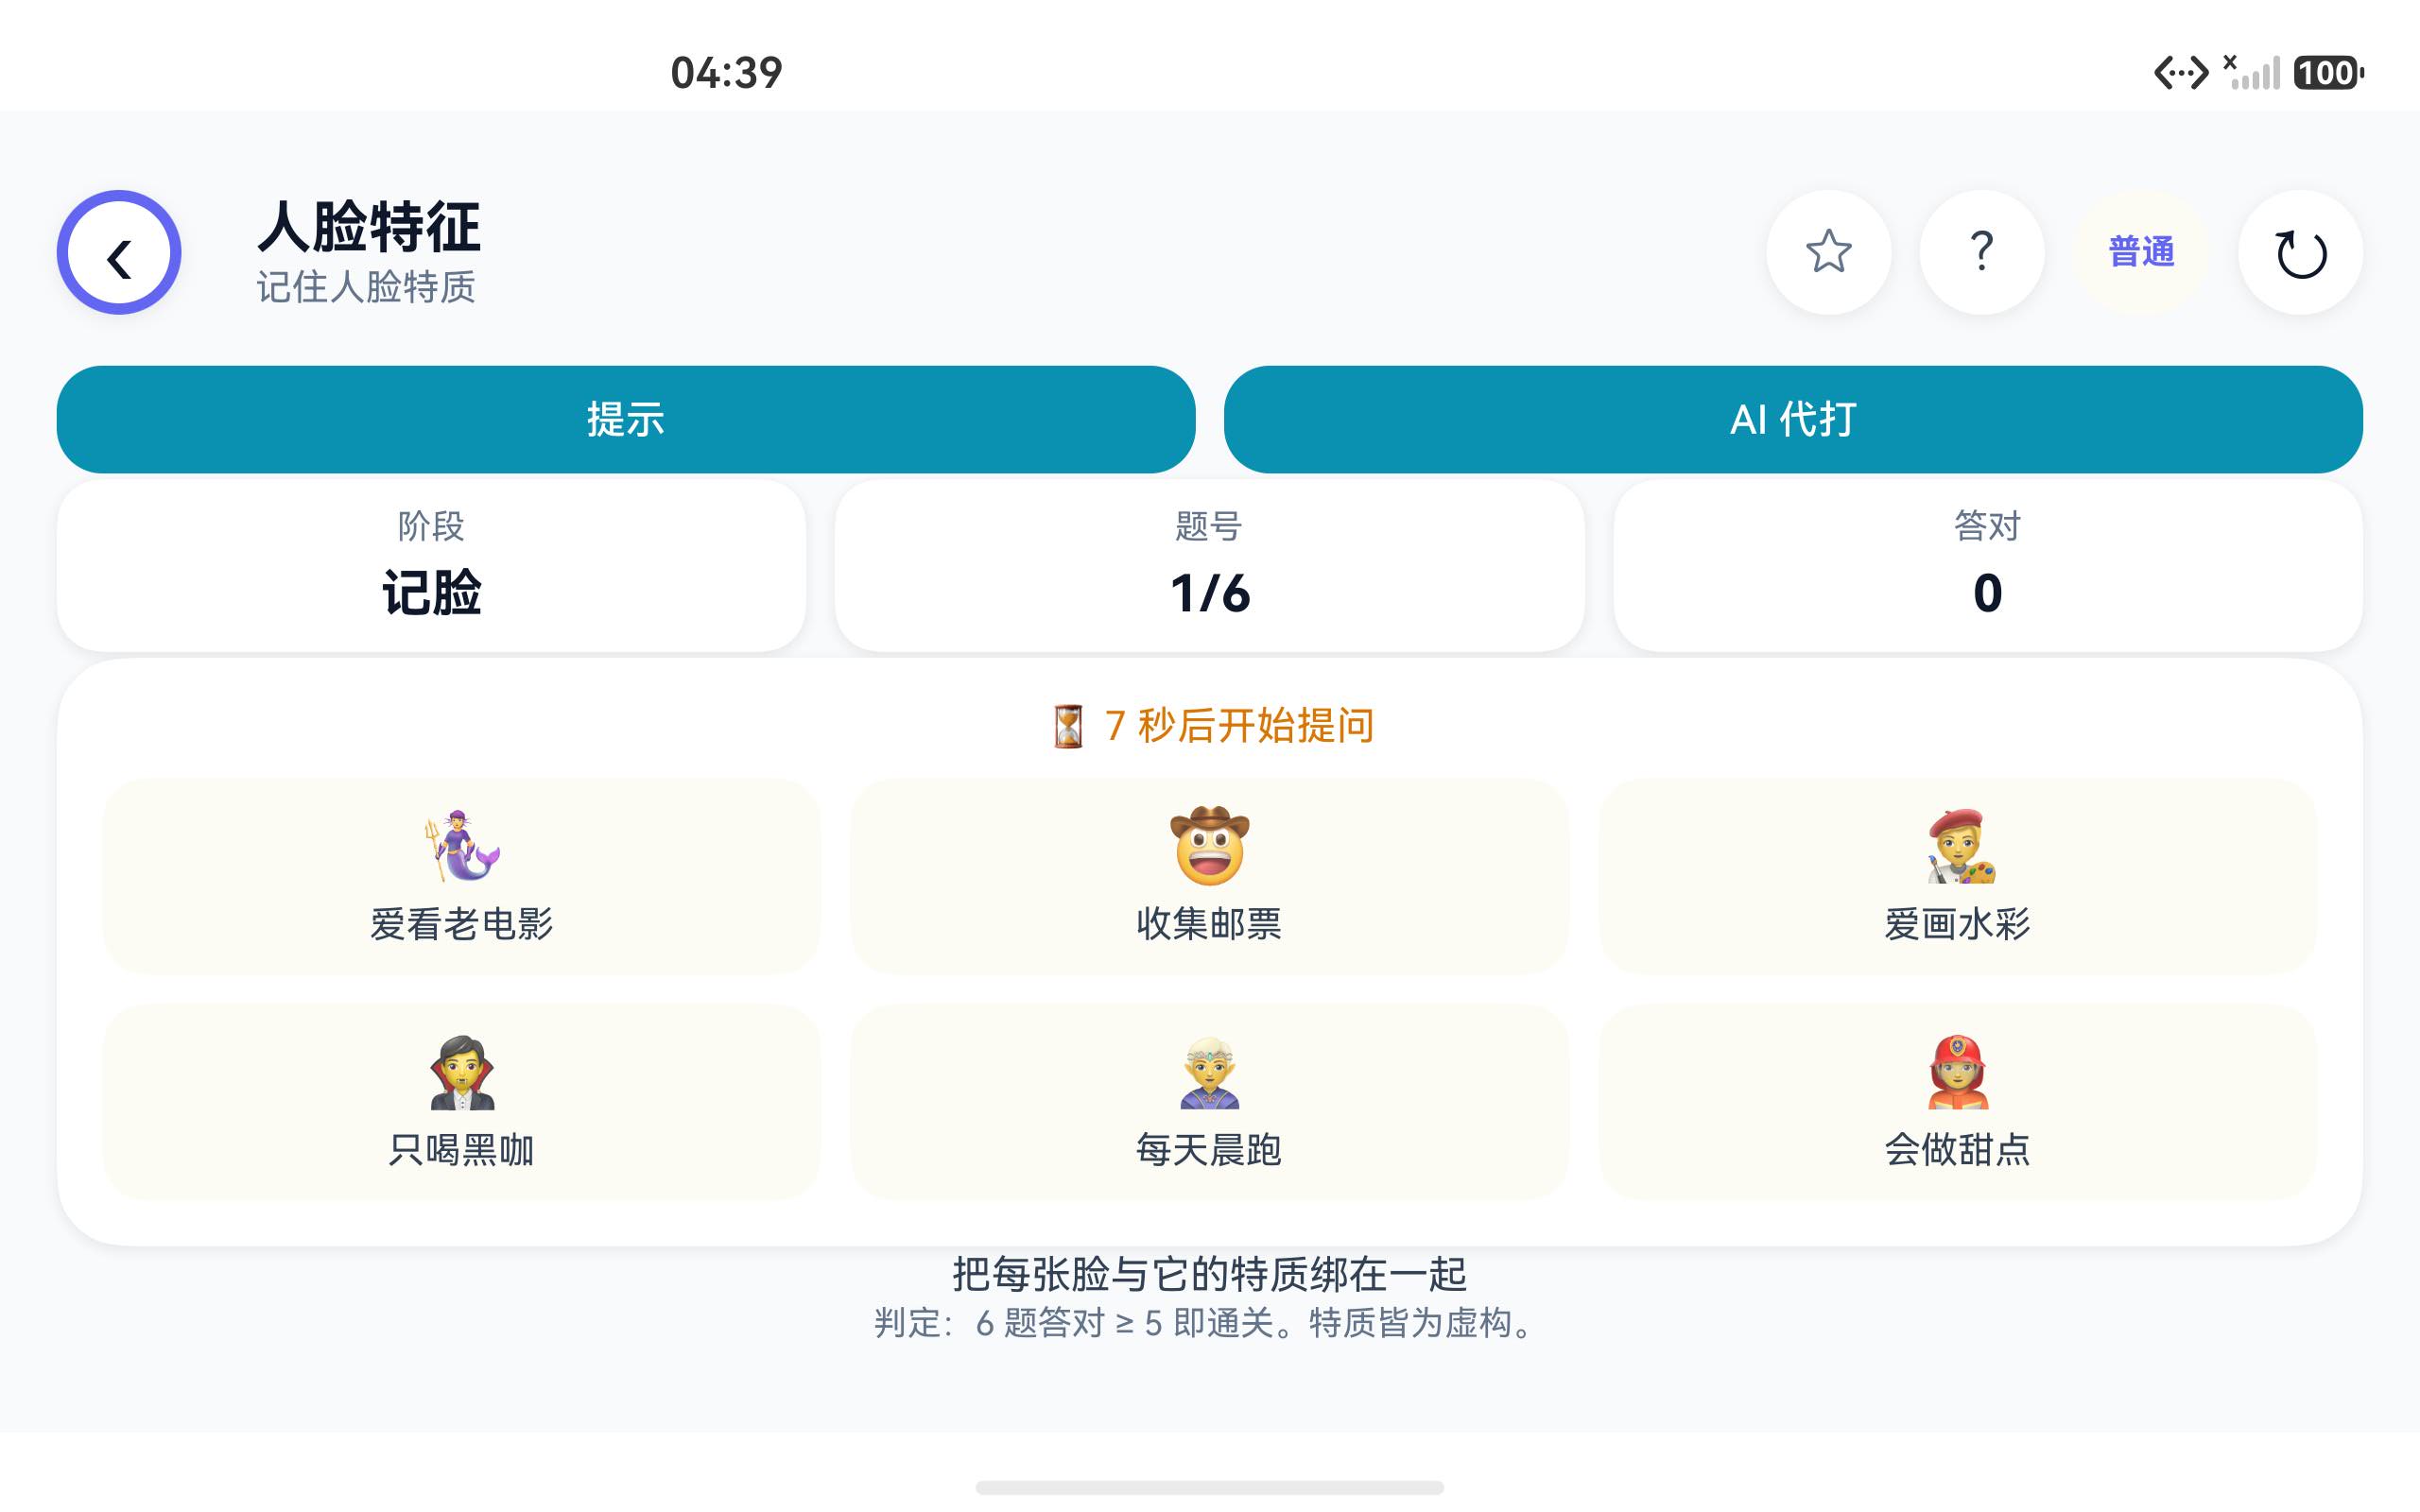 04:39
100
人脸特征
记住人脸特质
?
普通
提示
AI 代打
阶段
记脸
题号
1/6
答对
0
7 秒后开始提问
爱看老电影
收集邮票
爱画水彩
只喝黑咖
每天晨跑
会做甜点
把每张脸与它的特质绑在一起
判定：6 题答对 ≥ 5 即通关。特质皆为虚构。